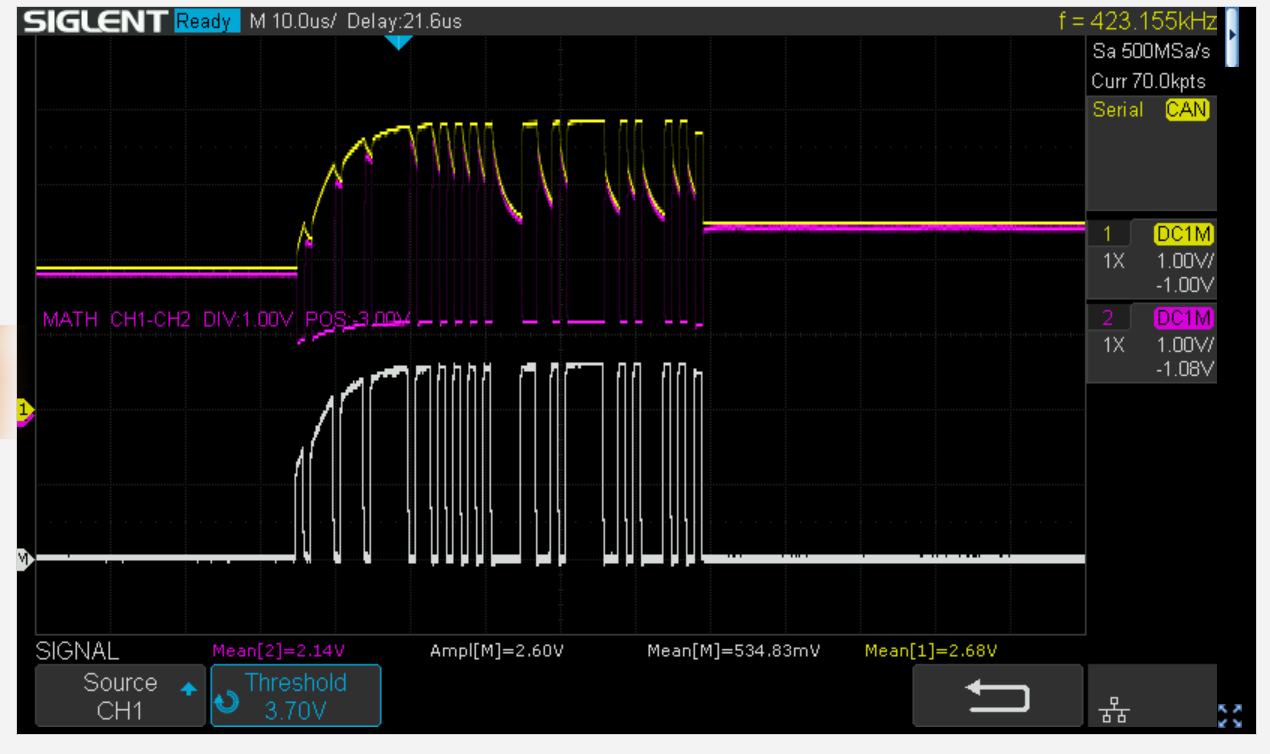 SIGLENT Ready M 10.0us/ Delay:21.6us f = 423.155kHz
Sa 500MSa/s
Curr 70.0kpts
Serial CAN
1 DC1M
1X 1.00V/
-1.00V
MATH CH1-CH2 DIV:1.00V POS:-3.00V
2 DC1M
1X 1.00V/
-1.08V
1
M
SIGNAL Mean[2]=2.14V Ampl[M]=2.60V Mean[M]=534.83mV Mean[1]=2.68V
Source Threshold
CH1 3.70V